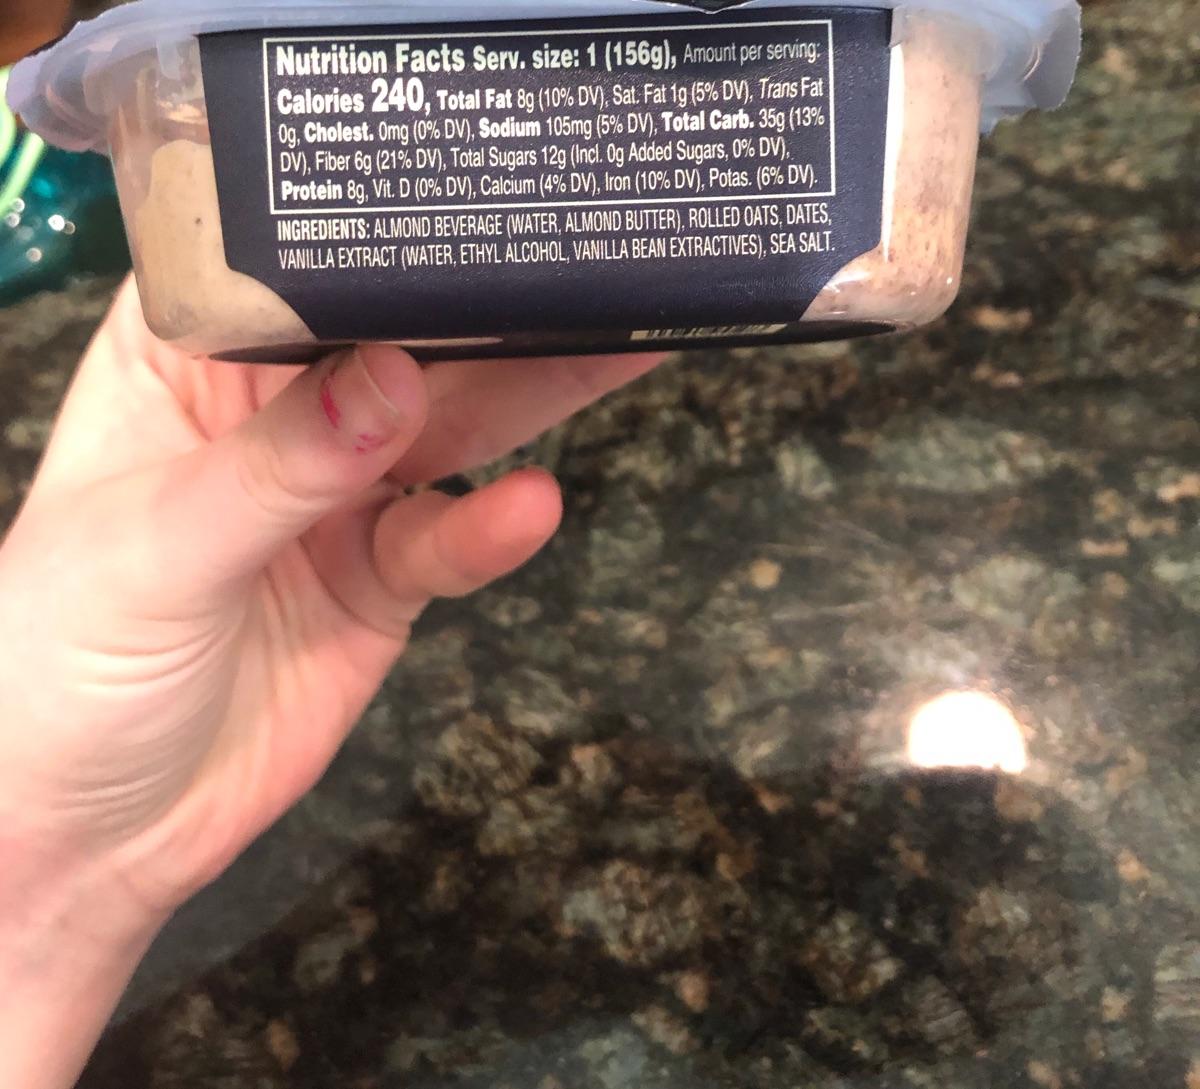 Nutrition Facts Serv. size: 1 (156g), Amount per serving:
Calories 240, Total Fat 8g (10% DV), Sat. Fat 1g (5% DV), Trans Fat
0g, Cholest. 0mg (0% DV), Sodium 105mg (5% DV), Total Carb. 35g (13%
DV), Fiber 6g (21% DV), Total Sugars 12g (Incl. 0g Added Sugars, 0% DV),
Protein 8g, Vit. D (0% DV), Calcium (4% DV), Iron (10% DV), Potas. (6% DV).
INGREDIENTS: ALMOND BEVERAGE (WATER, ALMOND BUTTER), ROLLED OATS, DATES,
VANILLA EXTRACT (WATER, ETHYL ALCOHOL, VANILLA BEAN EXTRACTIVES), SEA SALT.